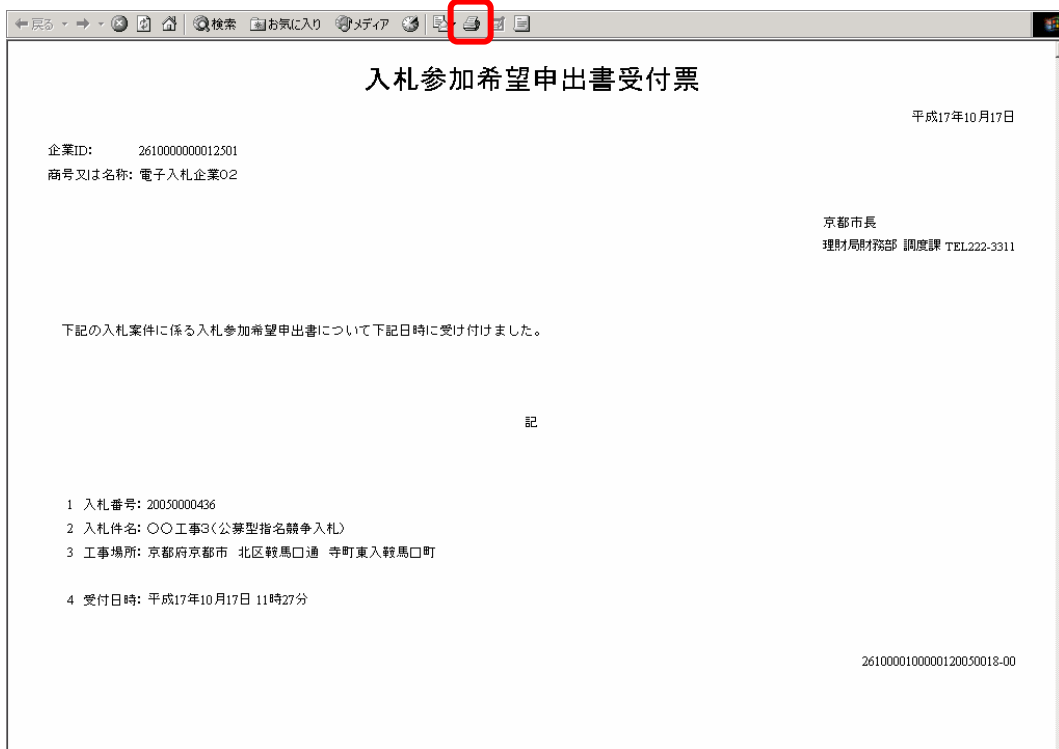 戻る 検索 お気に入り メディア
入札参加希望申出書受付票
平成17年10月17日
企業ID: 2610000000012501
商号又は名称: 電子入札企業02
京都市長
理財局財務部 調度課 TEL222-3311
下記の入札案件に係る入札参加希望申出書について下記日時に受け付けました。
記
1 入札番号: 20050000436
2 入札件名: 〇〇工事3(公募型指名競争入札)
3 工事場所: 京都府京都市 北区鞍馬口通 寺町東入鞍馬口町
4 受付日時: 平成17年10月17日 11時27分
2610000100000120050018-00